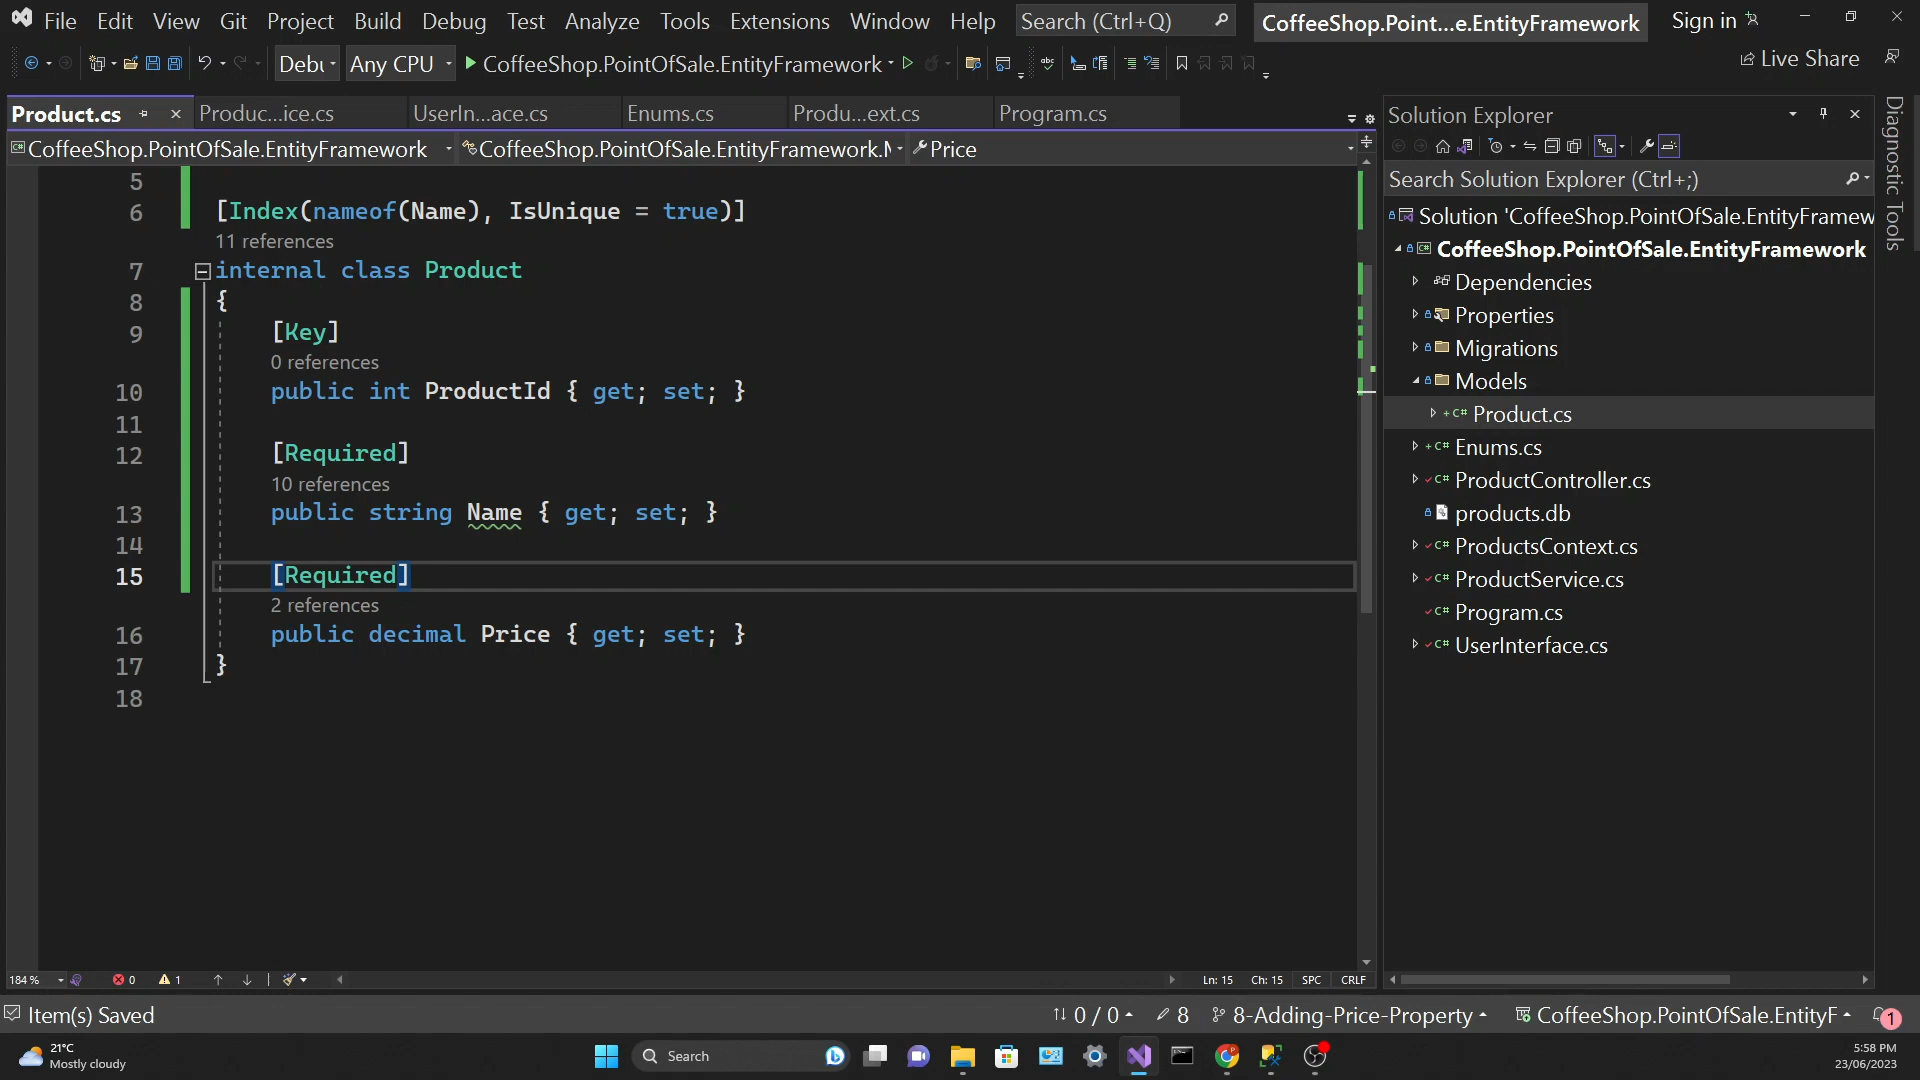 File Edit View Git Project Build Debug Test Analyze Tools Extensions Window Help Search (Ctrl+Q) CoffeeShop.Point...e.EntityFramework Sign in
Debu Any CPU CoffeeShop.PointOfSale.EntityFramework Live Share
Product.cs Produc...ice.cs UserIn...ace.cs Enums.cs Produ...ext.cs Program.cs
CoffeeShop.PointOfSale.EntityFramework CoffeeShop.PointOfSale.EntityFramework.M Price
5
6 [Index(nameof(Name), IsUnique = true)]
11 references
7 internal class Product
8 {
9 [Key]
0 references
10 public int ProductId { get; set; }
11
12 [Required]
10 references
13 public string Name { get; set; }
14
15 [Required]
2 references
16 public decimal Price { get; set; }
17 }
18
184 % 0 1 Ln: 15 Ch: 15 SPC CRLF
Solution Explorer
Search Solution Explorer (Ctrl+;)
Solution 'CoffeeShop.PointOfSale.EntityFramew
CoffeeShop.PointOfSale.EntityFramework
Dependencies
Properties
Migrations
Models
Product.cs
Enums.cs
ProductController.cs
products.db
ProductsContext.cs
ProductService.cs
Program.cs
UserInterface.cs
Diagnostic Tools
Item(s) Saved 0 / 0 8 8-Adding-Price-Property CoffeeShop.PointOfSale.EntityF 1
21°C
Mostly cloudy
Search
5:58 PM
23/06/2023